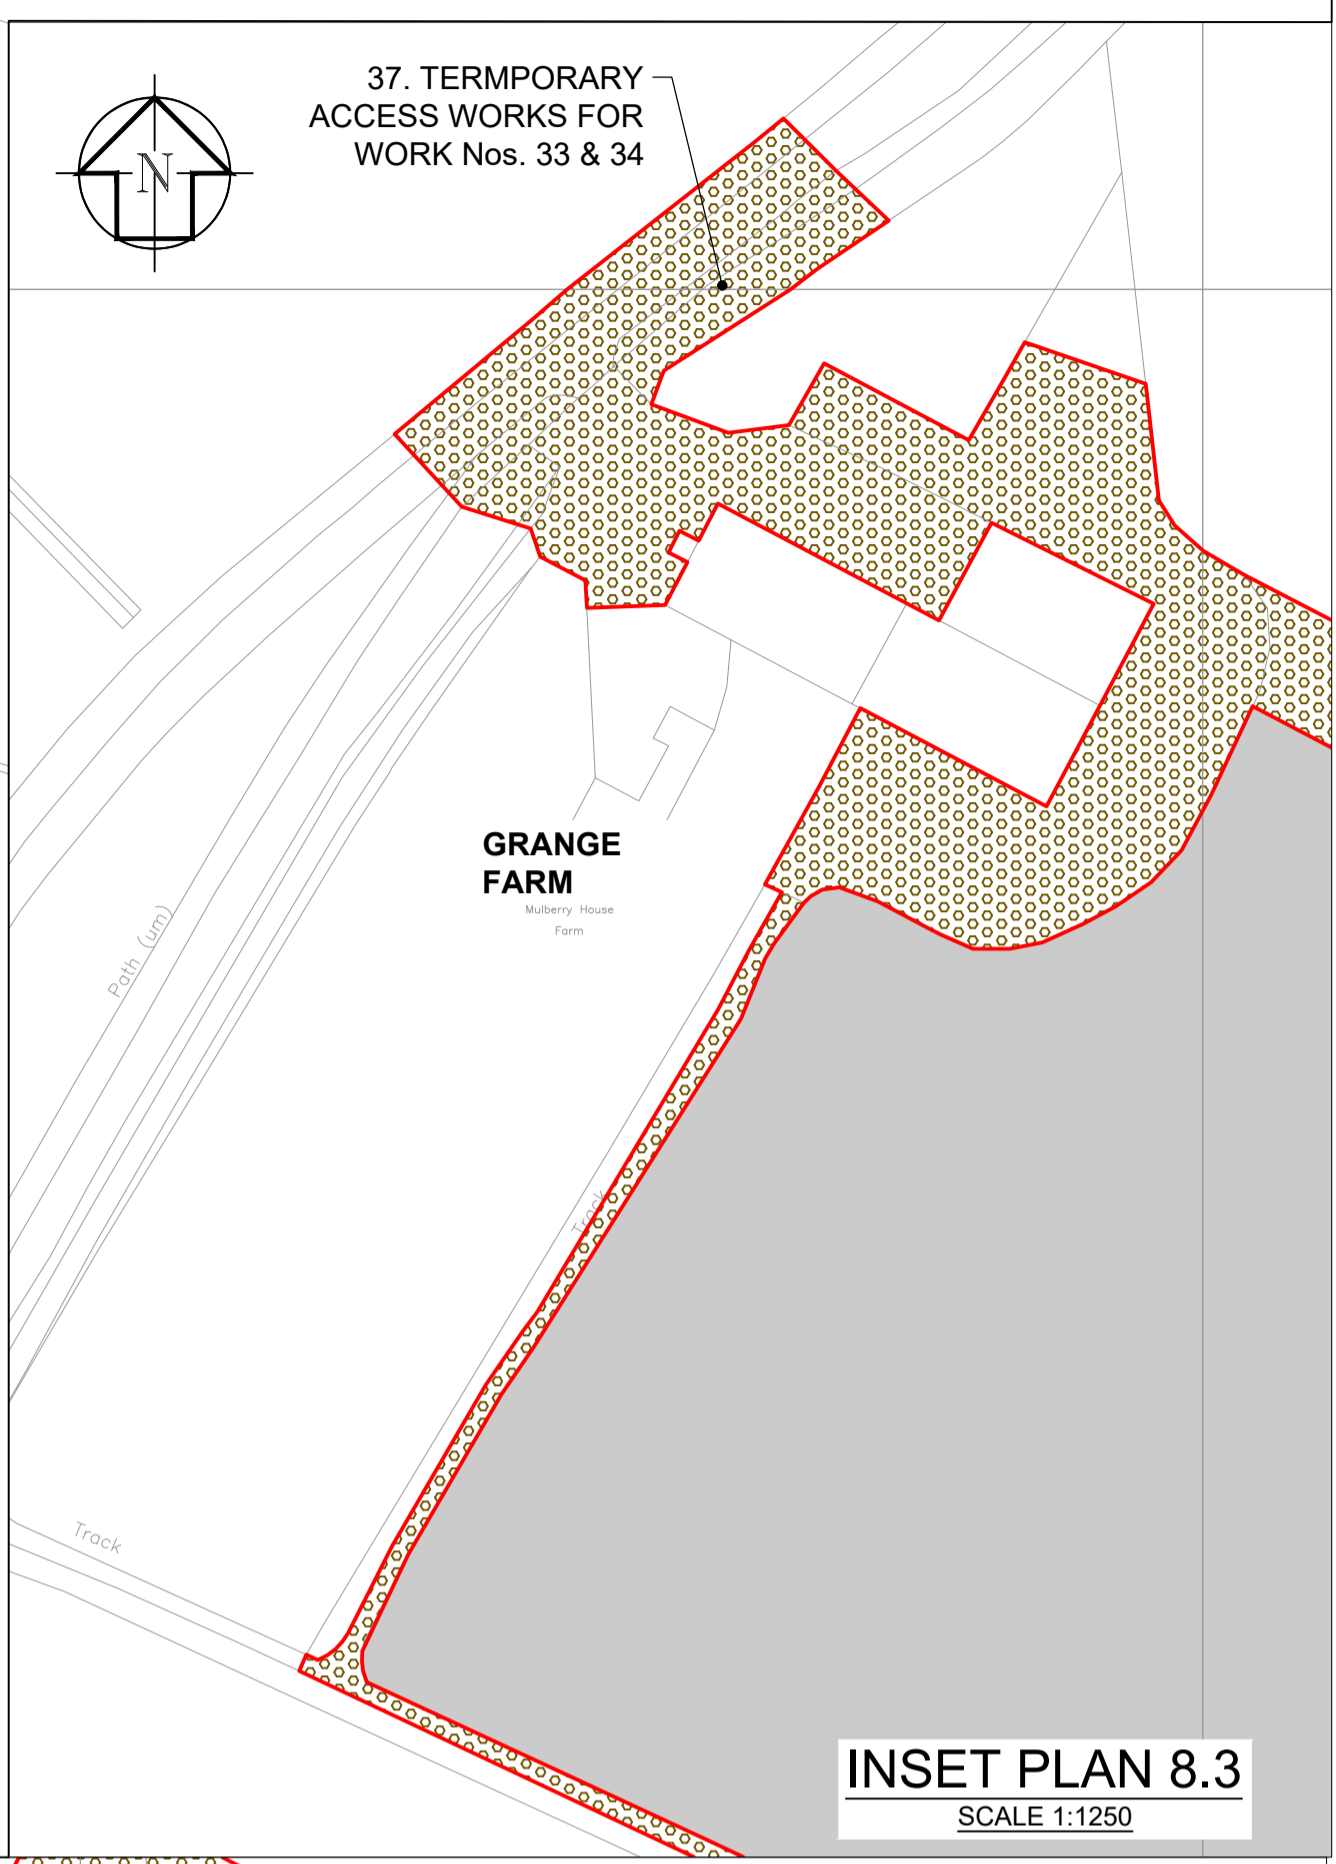 37. TERMPORARY
ACCESS WORKS FOR
WORK Nos. 33 & 34
N
GRANGE
FARM
Mulberry House
Farm
Path (um)
Track
Track
INSET PLAN 8.3
SCALE 1:1250